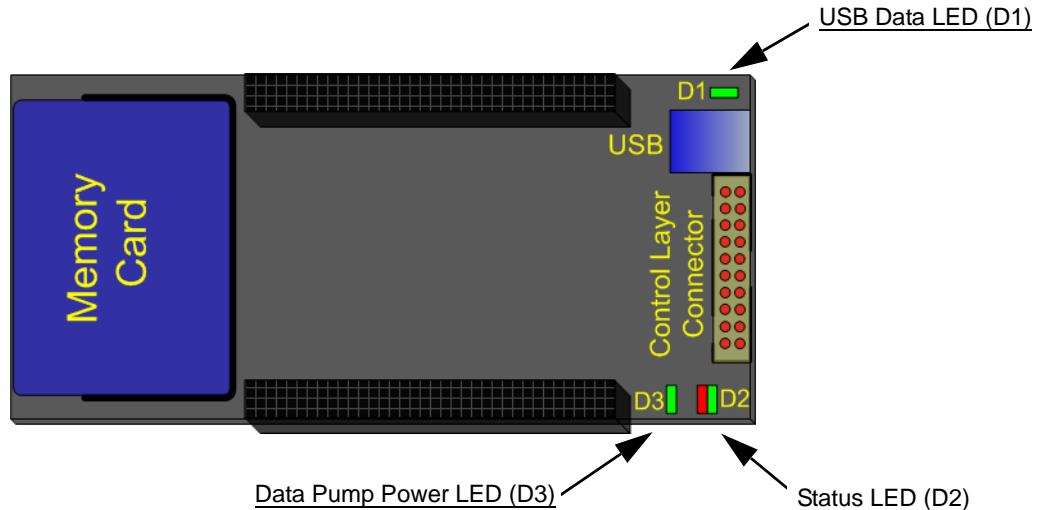 USB Data LED (D1)
D1
USB
Memory
Card
Control Layer
Connector
D3
D2
Data Pump Power LED (D3)
Status LED (D2)